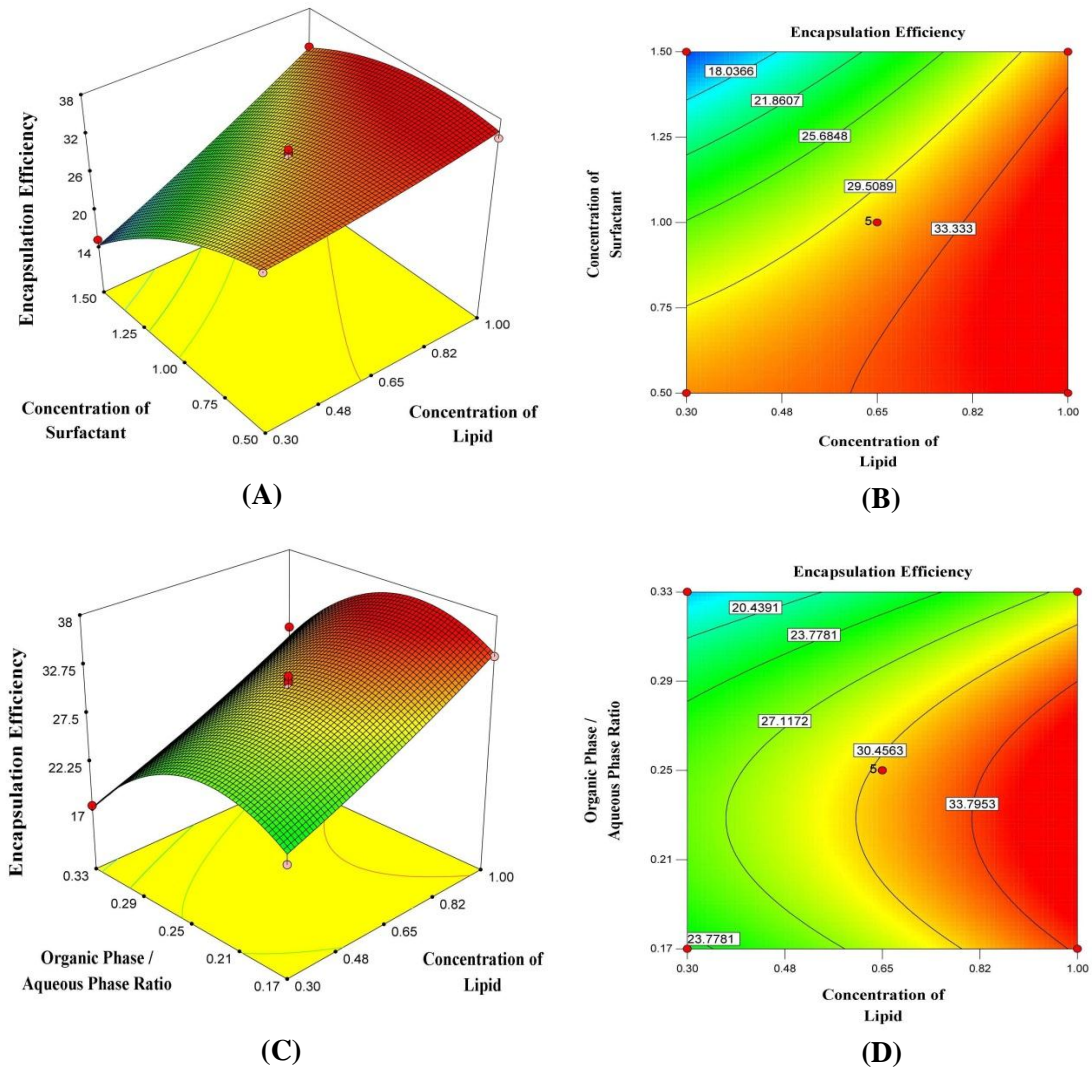 38
32
26
20
14
Encapsulation Efficiency
1.50
1.25
1.00
0.75
0.50
Concentration of
Surfactant
0.30
0.48
0.65
0.82
1.00
Concentration of
Lipid
(A)
Encapsulation Efficiency
1.50
1.25
1.00
0.75
0.50
Concentration of
Surfactant
18.0366
21.8607
25.6848
29.5089
5
33.333
0.30
0.48
0.65
0.82
1.00
Concentration of
Lipid
(B)
38
32.75
27.5
22.25
17
Encapsulation Efficiency
0.33
0.29
0.25
0.21
0.17
Organic Phase /
Aqueous Phase Ratio
0.30
0.48
0.65
0.82
1.00
Concentration of
Lipid
(C)
Encapsulation Efficiency
0.33
0.29
0.25
0.21
0.17
Organic Phase /
Aqueous Phase Ratio
20.4391
23.7781
27.1172
30.4563
5
33.7953
23.7781
0.30
0.48
0.65
0.82
1.00
Concentration of
Lipid
(D)